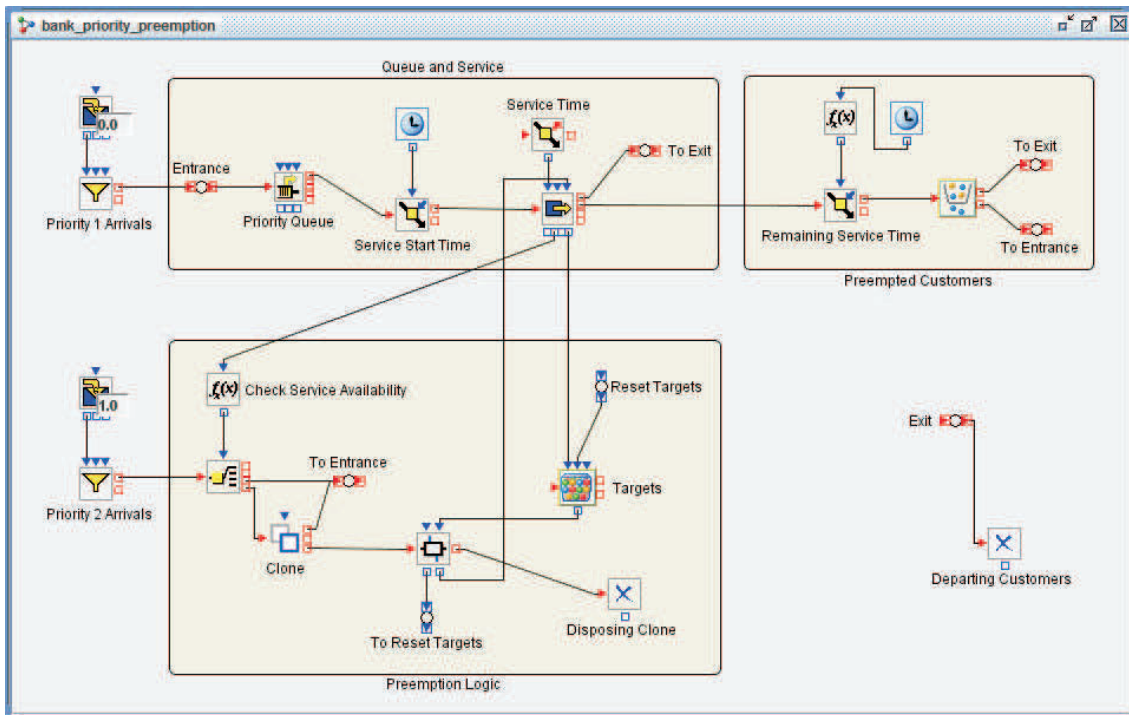 bank_priority_preemption
Queue and Service
0.0
Service Time
f(x)
To Exit
To Exit
Entrance
Priority 1 Arrivals
Priority Queue
Service Start Time
Remaining Service Time
To Entrance
Preempted Customers
1.0
f(x)
Check Service Availability
Reset Targets
Exit
To Entrance
Targets
Priority 2 Arrivals
Clone
Departing Customers
Disposing Clone
To Reset Targets
Preemption Logic